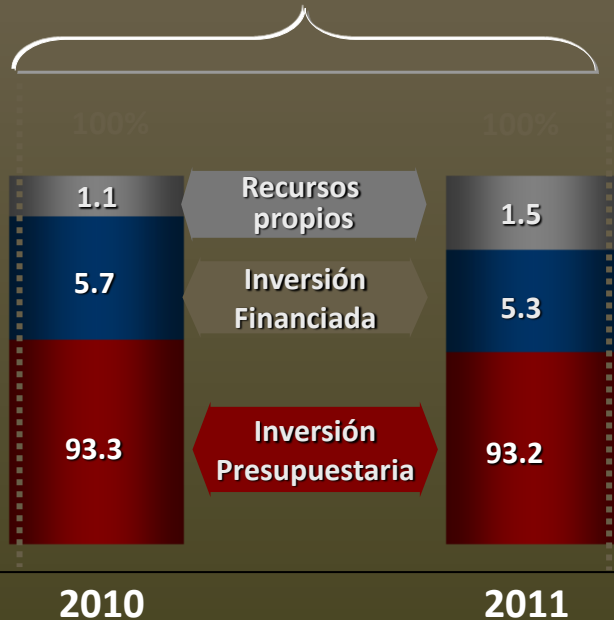 100%
100%
1.1
Recursos
propios
1.5
5.7
Inversión
Financiada
5.3
93.3
Inversión
Presupuestaria
93.2
2010
2011